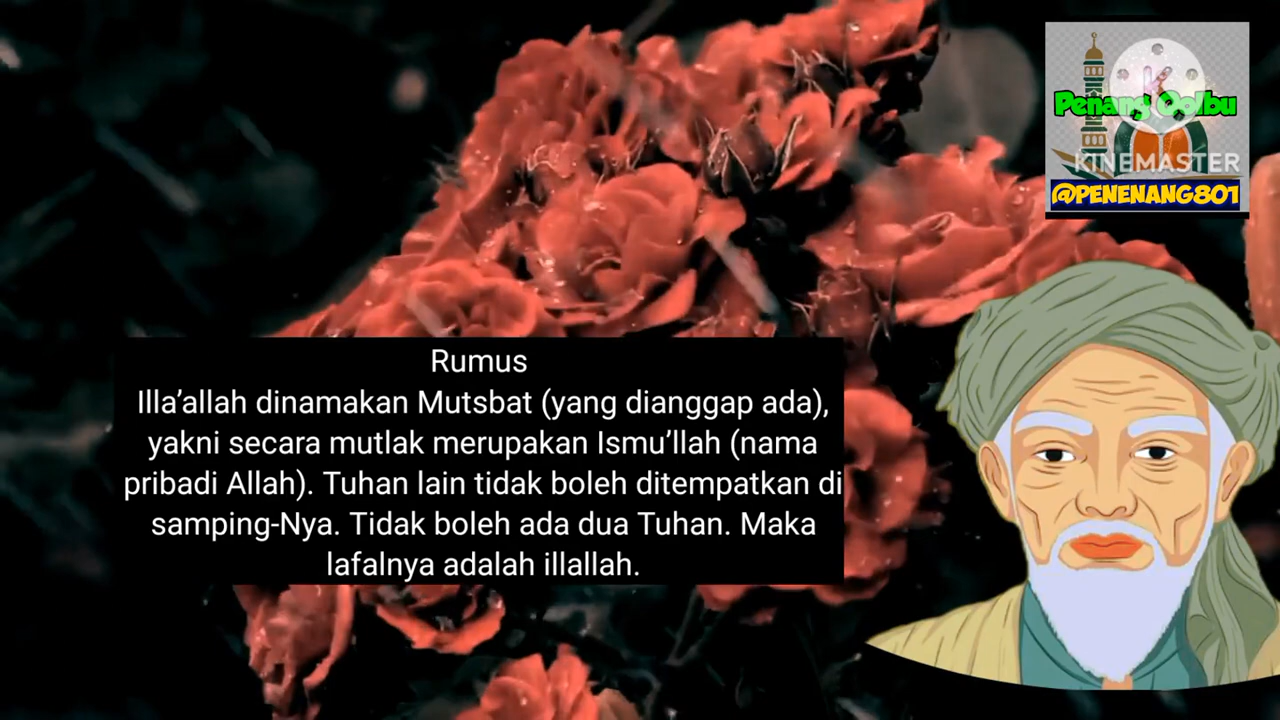 Penang Qolbu
KINEMASTER
@PENENANG801
Rumus
Illa’allah dinamakan Mutsbat (yang dianggap ada),
yakni secara mutlak merupakan Ismu’llah (nama
pribadi Allah). Tuhan lain tidak boleh ditempatkan di
samping-Nya. Tidak boleh ada dua Tuhan. Maka
lafalnya adalah illallah.